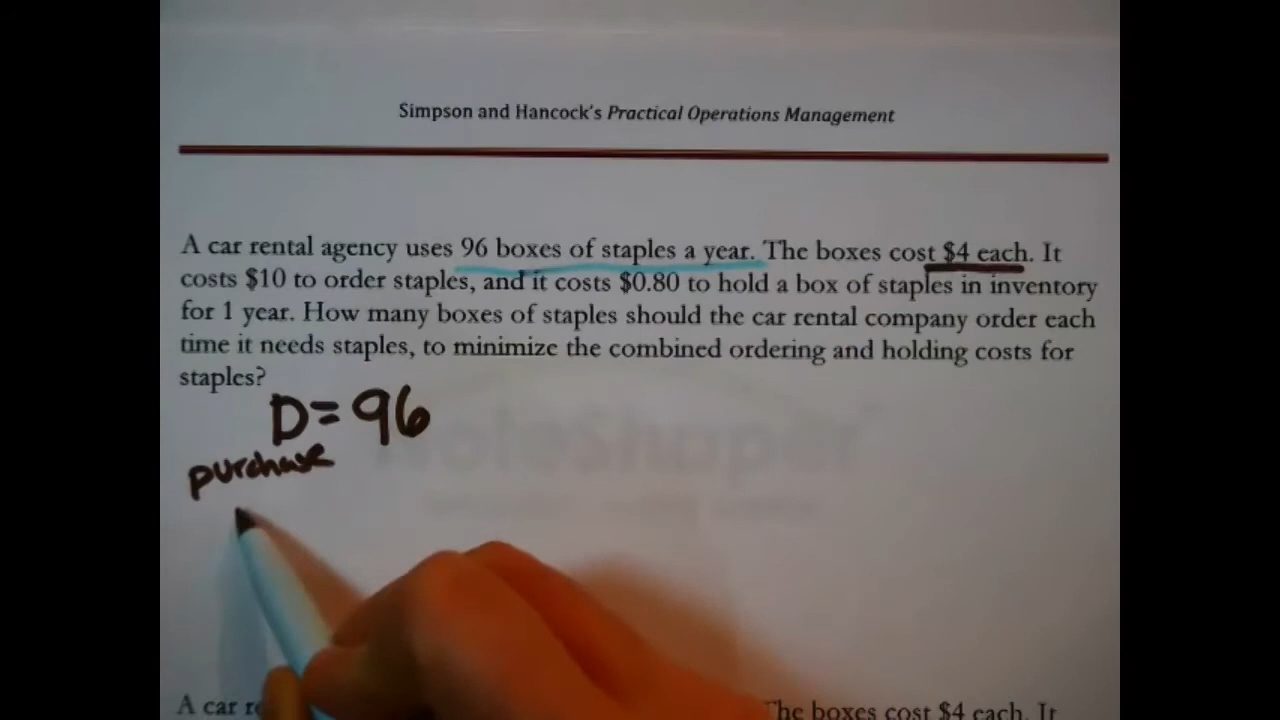 Simpson and Hancock's Practical Operations Management
A car rental agency uses 96 boxes of staples a year. The boxes cost $4 each. It
costs $10 to order staples, and it costs $0.80 to hold a box of staples in inventory
for 1 year. How many boxes of staples should the car rental company order each
time it needs staples, to minimize the combined ordering and holding costs for
staples?
D=96
purchase
NoteShaper
A car The boxes cost $4 each. It